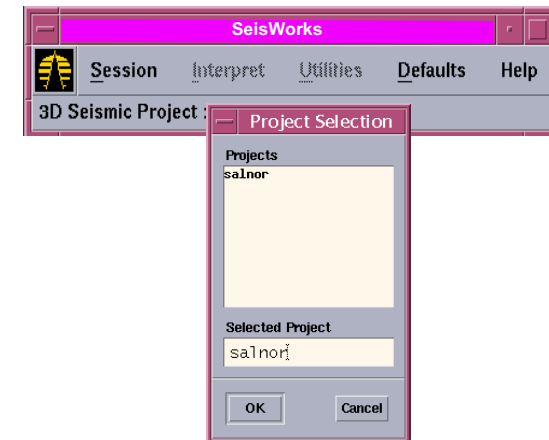 SeisWorks
Session Interpret Utilities Defaults Help
3D Seismic Project :
Project Selection
Projects
salnor
Selected Project
salnor
OK Cancel